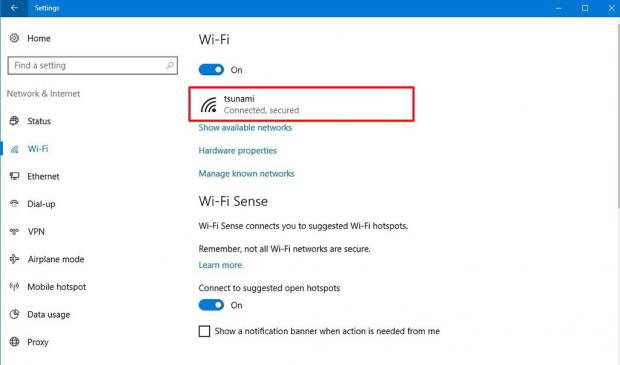 Settings
Home
Find a setting
Network & Internet
Status
Wi-Fi
Ethernet
Dial-up
VPN
Airplane mode
Mobile hotspot
Data usage
Proxy
Wi-Fi
On
tsunami
Connected, secured
Show available networks
Hardware properties
Manage known networks
Wi-Fi Sense
Wi-Fi Sense connects you to suggested Wi-Fi hotspots.
Remember, not all Wi-Fi networks are secure.
Learn more
Connect to suggested open hotspots
On
Show a notification banner when action is needed from me